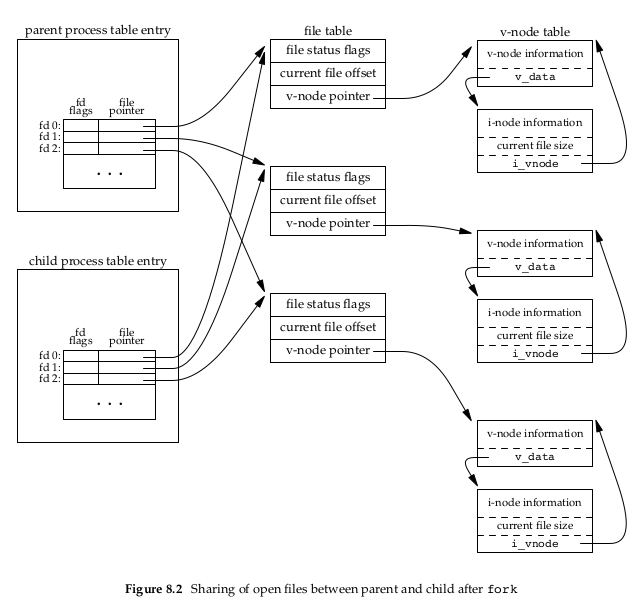 parent process table entry
fd
flags
file
pointer
fd 0:
fd 1:
fd 2:
. . .
child process table entry
fd
flags
file
pointer
fd 0:
fd 1:
fd 2:
. . .
file table
file status flags
current file offset
v-node pointer
file status flags
current file offset
v-node pointer
file status flags
current file offset
v-node pointer
v-node table
v-node information
v_data
i-node information
current file size
i_vnode
v-node information
v_data
i-node information
current file size
i_vnode
v-node information
v_data
i-node information
current file size
i_vnode
Figure 8.2 Sharing of open files between parent and child after fork